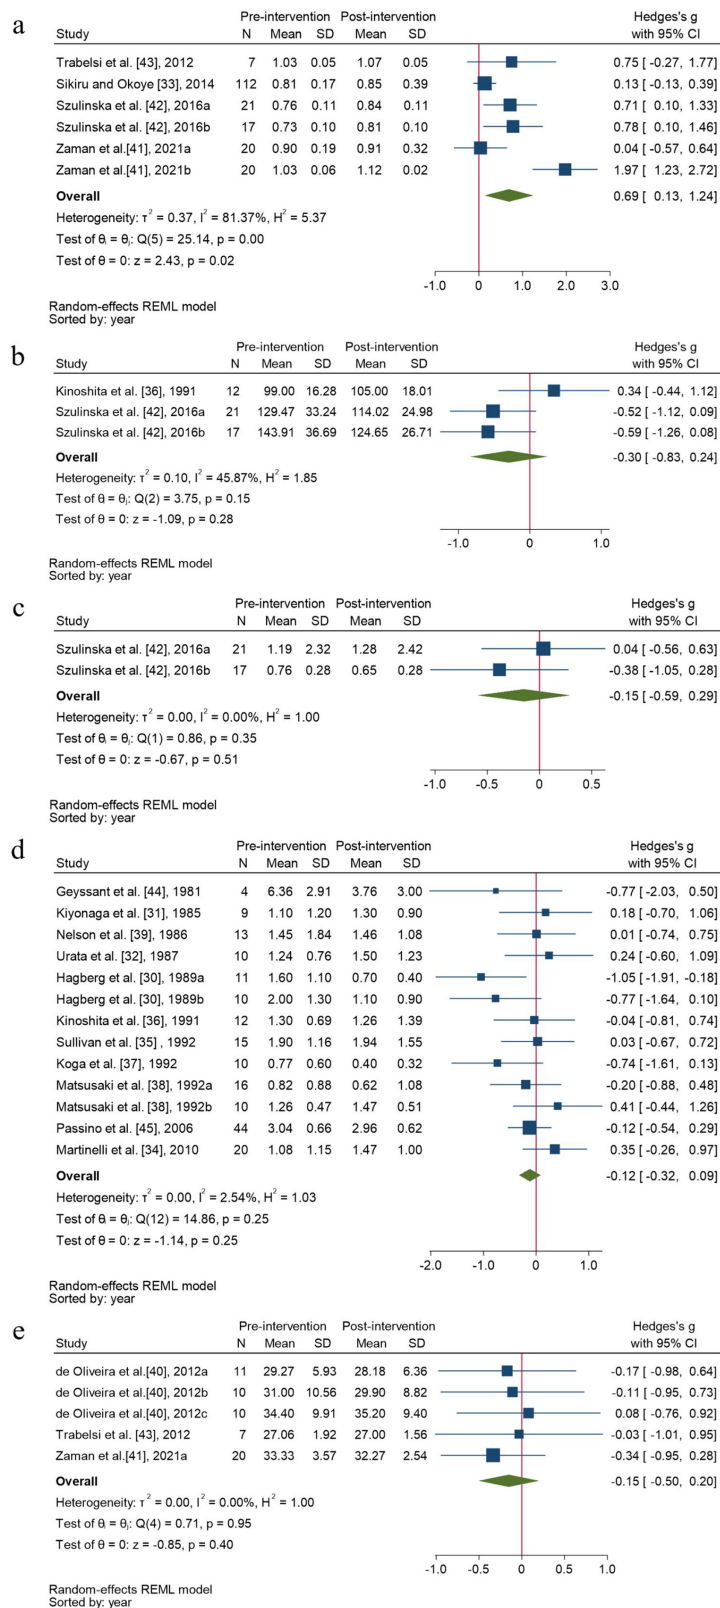 a
Pre-intervention Post-intervention Hedges's g
Study N Mean SD Mean SD with 95% CI
Trabelsi et al. [43], 2012 7 1.03 0.05 1.07 0.05 0.75 [ -0.27, 1.77]
Sikiru and Okoye [33], 2014 112 0.81 0.17 0.85 0.39 0.13 [ -0.13, 0.39]
Szulinska et al. [42], 2016a 21 0.76 0.11 0.84 0.11 0.71 [ 0.10, 1.33]
Szulinska et al. [42], 2016b 17 0.73 0.10 0.81 0.10 0.78 [ 0.10, 1.46]
Zaman et al.[41], 2021a 20 0.90 0.19 0.91 0.32 0.04 [ -0.57, 0.64]
Zaman et al.[41], 2021b 20 1.03 0.06 1.12 0.02 1.97 [ 1.23, 2.72]
Overall 0.69 [ 0.13, 1.24]
Heterogeneity: τ² = 0.37, I² = 81.37%, H² = 5.37
Test of θᵢ = θⱼ: Q(5) = 25.14, p = 0.00
Test of θ = 0: z = 2.43, p = 0.02
-1.0 0 1.0 2.0 3.0
Random-effects REML model
Sorted by: year
b
Pre-intervention Post-intervention Hedges's g
Study N Mean SD Mean SD with 95% CI
Kinoshita et al. [36], 1991 12 99.00 16.28 105.00 18.01 0.34 [ -0.44, 1.12]
Szulinska et al. [42], 2016a 21 129.47 33.24 114.02 24.98 -0.52 [ -1.12, 0.09]
Szulinska et al. [42], 2016b 17 143.91 36.69 124.65 26.71 -0.59 [ -1.26, 0.08]
Overall -0.30 [ -0.83, 0.24]
Heterogeneity: τ² = 0.10, I² = 45.87%, H² = 1.85
Test of θᵢ = θⱼ: Q(2) = 3.75, p = 0.15
Test of θ = 0: z = -1.09, p = 0.28
-1.0 0 1.0
Random-effects REML model
Sorted by: year
c
Pre-intervention Post-intervention Hedges's g
Study N Mean SD Mean SD with 95% CI
Szulinska et al. [42], 2016a 21 1.19 2.32 1.28 2.42 0.04 [ -0.56, 0.63]
Szulinska et al. [42], 2016b 17 0.76 0.28 0.65 0.28 -0.38 [ -1.05, 0.28]
Overall -0.15 [ -0.59, 0.29]
Heterogeneity: τ² = 0.00, I² = 0.00%, H² = 1.00
Test of θᵢ = θⱼ: Q(1) = 0.86, p = 0.35
Test of θ = 0: z = -0.67, p = 0.51
-1.0 -0.5 0 0.5
Random-effects REML model
Sorted by: year
d
Pre-intervention Post-intervention Hedges's g
Study N Mean SD Mean SD with 95% CI
Geyssant et al. [44], 1981 4 6.36 2.91 3.76 3.00 -0.77 [ -2.03, 0.50]
Kiyonaga et al. [31], 1985 9 1.10 1.20 1.30 0.90 0.18 [ -0.70, 1.06]
Nelson et al. [39], 1986 13 1.45 1.84 1.46 1.08 0.01 [ -0.74, 0.75]
Urata et al. [32], 1987 10 1.24 0.76 1.50 1.23 0.24 [ -0.60, 1.09]
Hagberg et al. [30], 1989a 11 1.60 1.10 0.70 0.40 -1.05 [ -1.91, -0.18]
Hagberg et al. [30], 1989b 10 2.00 1.30 1.10 0.90 -0.77 [ -1.64, 0.10]
Kinoshita et al. [36], 1991 12 1.30 0.69 1.26 1.39 -0.04 [ -0.81, 0.74]
Sullivan et al. [35] , 1992 15 1.90 1.16 1.94 1.55 0.03 [ -0.67, 0.72]
Koga et al. [37], 1992 10 0.77 0.60 0.40 0.32 -0.74 [ -1.61, 0.13]
Matsusaki et al. [38], 1992a 16 0.82 0.88 0.62 1.08 -0.20 [ -0.88, 0.48]
Matsusaki et al. [38], 1992b 10 1.26 0.47 1.47 0.51 0.41 [ -0.44, 1.26]
Passino et al. [45], 2006 44 3.04 0.66 2.96 0.62 -0.12 [ -0.54, 0.29]
Martinelli et al. [34], 2010 20 1.08 1.15 1.47 1.00 0.35 [ -0.26, 0.97]
Overall -0.12 [ -0.32, 0.09]
Heterogeneity: τ² = 0.00, I² = 2.54%, H² = 1.03
Test of θᵢ = θⱼ: Q(12) = 14.86, p = 0.25
Test of θ = 0: z = -1.14, p = 0.25
-2.0 -1.0 0 1.0
Random-effects REML model
Sorted by: year
e
Pre-intervention Post-intervention Hedges's g
Study N Mean SD Mean SD with 95% CI
de Oliveira et al.[40], 2012a 11 29.27 5.93 28.18 6.36 -0.17 [ -0.98, 0.64]
de Oliveira et al.[40], 2012b 10 31.00 10.56 29.90 8.82 -0.11 [ -0.95, 0.73]
de Oliveira et al.[40], 2012c 10 34.40 9.91 35.20 9.40 0.08 [ -0.76, 0.92]
Trabelsi et al. [43], 2012 7 27.06 1.92 27.00 1.56 -0.03 [ -1.01, 0.95]
Zaman et al.[41], 2021a 20 33.33 3.57 32.27 2.54 -0.34 [ -0.95, 0.28]
Overall -0.15 [ -0.50, 0.20]
Heterogeneity: τ² = 0.00, I² = 0.00%, H² = 1.00
Test of θᵢ = θⱼ: Q(4) = 0.71, p = 0.95
Test of θ = 0: z = -0.85, p = 0.40
-1.0 -0.5 0 0.5 1.0
Random-effects REML model
Sorted by: year